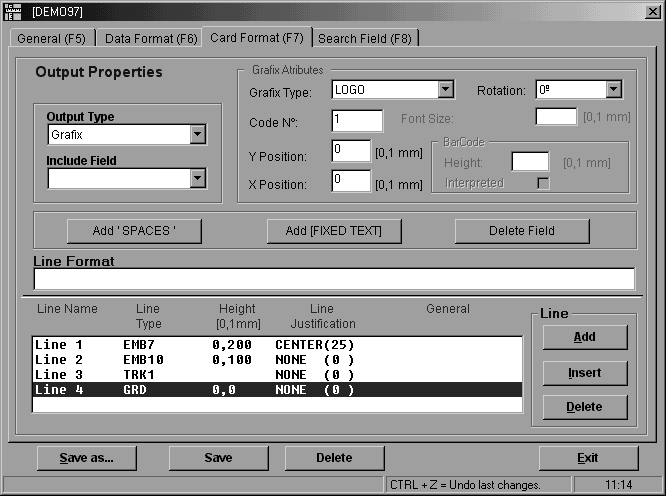 [DEMO97]
General (F5)
Data Format (F6)
Card Format (F7)
Search Field (F8)
Output Properties
Output Type
Grafix
Include Field
Grafix Atributes
Grafix Type:
LOGO
Rotation:
0º
Code Nº:
1
Font Size:
[0,1 mm]
Y Position:
0
[0,1 mm]
X Position:
0
[0,1 mm]
BarCode
Height:
[0,1 mm]
Interpreted
Add ' SPACES '
Add [FIXED TEXT]
Delete Field
Line Format
Line Name
Line
Type
Height
[0,1mm]
Line
Justification
General
Line 1 EMB7 0,200 CENTER(25)
Line 2 EMB10 0,100 NONE (0 )
Line 3 TRK1 NONE (0 )
Line 4 GRD 0,0 NONE (0 )
Line
Add
Insert
Delete
Save as...
Save
Delete
Exit
CTRL + Z = Undo last changes.
11:14